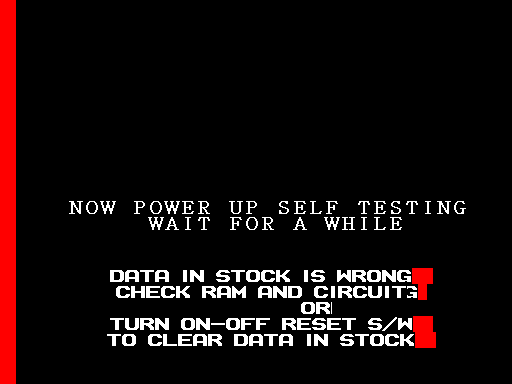 NOW POWER UP SELF TESTING
WAIT FOR A WHILE
DATA IN STOCK IS WRONG
CHECK RAM AND CIRCUIT
OR
TURN ON-OFF RESET S/W
TO CLEAR DATA IN STOCK